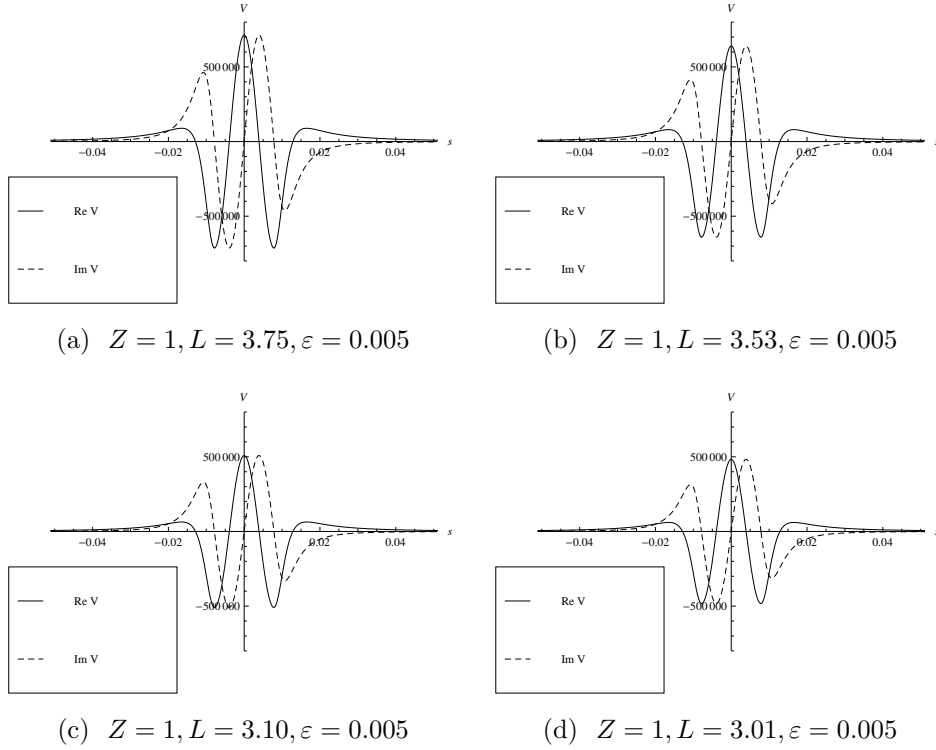 V
500 000
−0.04 −0.02 0.02 0.04 s
−500 000
Re V
Im V
(a) Z = 1, L = 3.75, ε = 0.005
V
500 000
−0.04 −0.02 0.02 0.04 s
−500 000
Re V
Im V
(b) Z = 1, L = 3.53, ε = 0.005
V
500 000
−0.04 −0.02 0.02 0.04 s
−500 000
Re V
Im V
(c) Z = 1, L = 3.10, ε = 0.005
V
500 000
−0.04 −0.02 0.02 0.04 s
−500 000
Re V
Im V
(d) Z = 1, L = 3.01, ε = 0.005